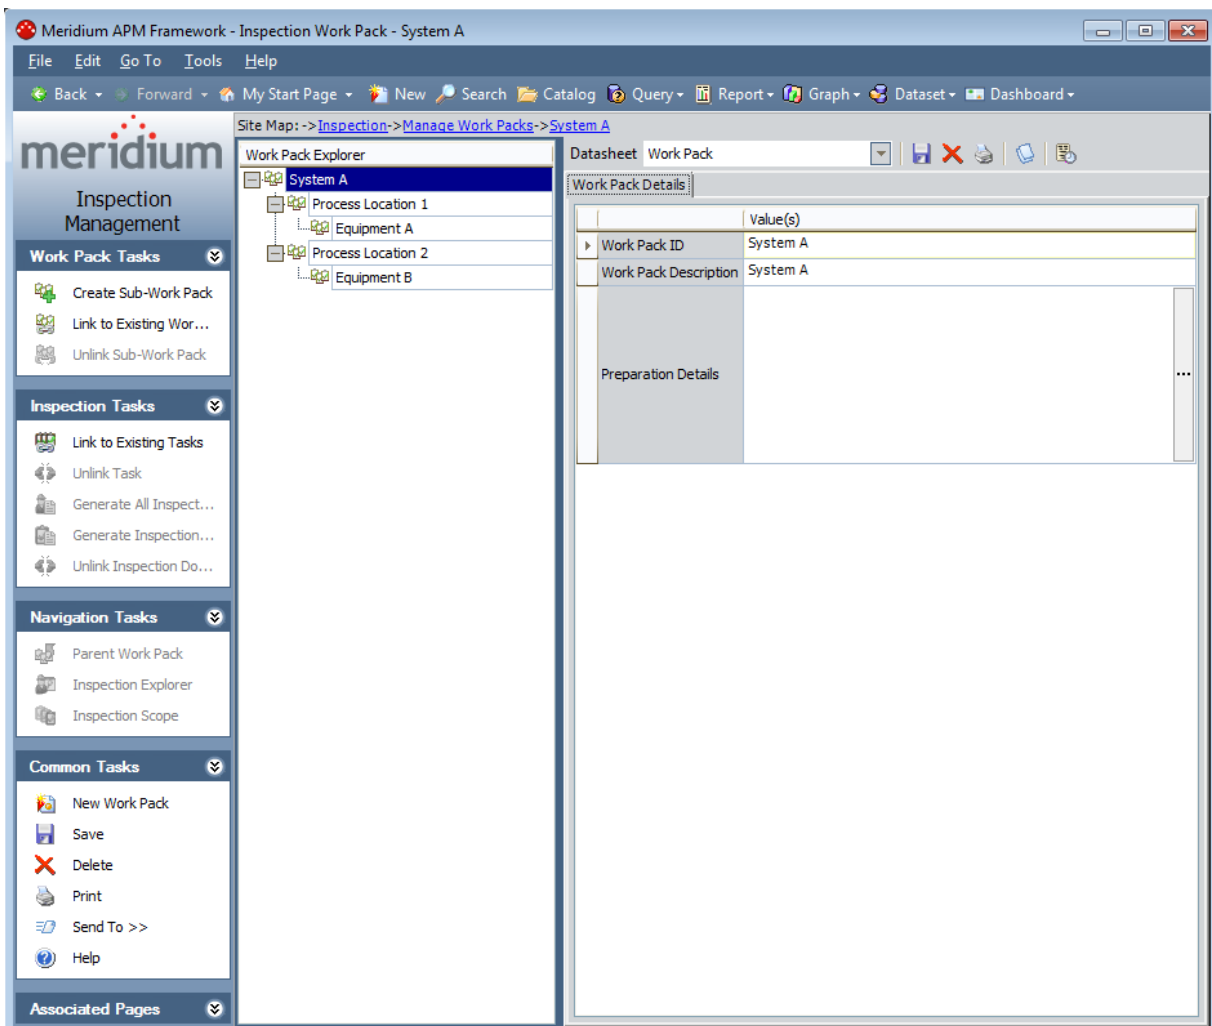 Meridium APM Framework - Inspection Work Pack - System A
File Edit Go To Tools Help
Back Forward My Start Page New Search Catalog Query Report Graph Dataset Dashboard
meridium
Inspection
Management
Work Pack Tasks
Create Sub-Work Pack
Link to Existing Wor...
Unlink Sub-Work Pack
Inspection Tasks
Link to Existing Tasks
Unlink Task
Generate All Inspect...
Generate Inspection...
Unlink Inspection Do...
Navigation Tasks
Parent Work Pack
Inspection Explorer
Inspection Scope
Common Tasks
New Work Pack
Save
Delete
Print
Send To >>
Help
Associated Pages
Site Map: ->Inspection->Manage Work Packs->System A
Work Pack Explorer
System A
Process Location 1
Equipment A
Process Location 2
Equipment B
Datasheet Work Pack
Work Pack Details
Value(s)
Work Pack ID System A
Work Pack Description System A
Preparation Details ...